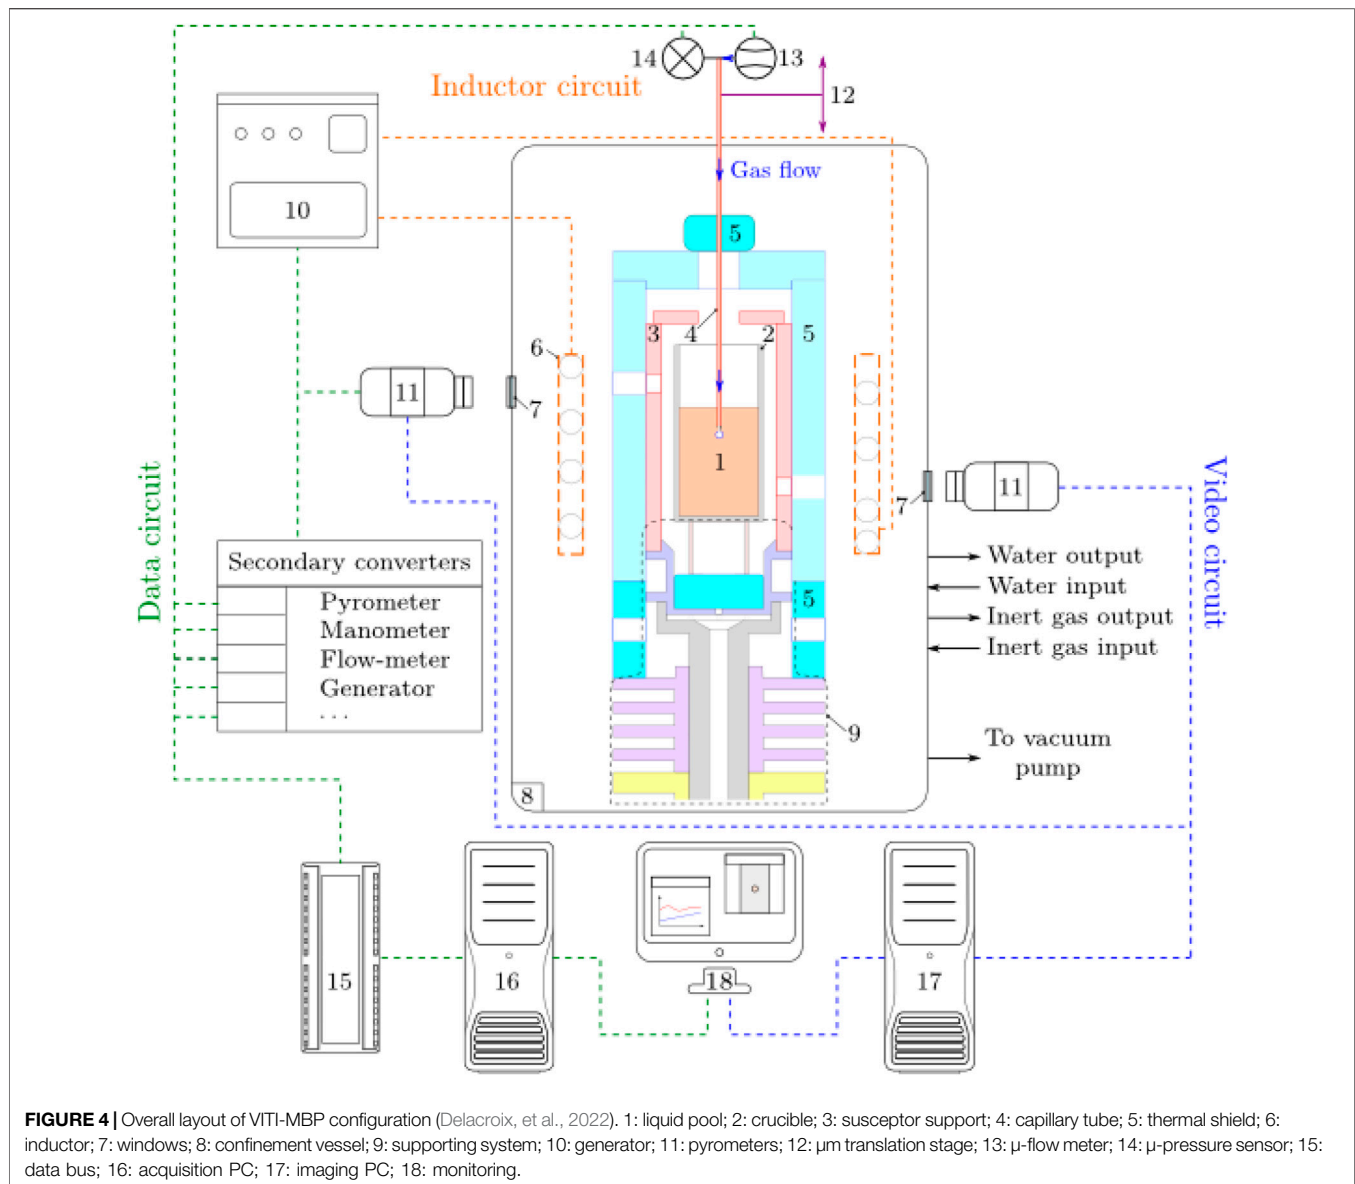 14
13
Inductor circuit
12
Gas flow
10
5
3
4
2
5
6
11
7
1
Data circuit
7
11
Video circuit
Secondary converters
Pyrometer
Manometer
Flow-meter
Generator
. . .
5
Water output
Water input
Inert gas output
Inert gas input
9
To vacuum
pump
8
15
16
18
17
FIGURE 4 | Overall layout of VITI-MBP configuration (Delacroix, et al., 2022). 1: liquid pool; 2: crucible; 3: susceptor support; 4: capillary tube; 5: thermal shield; 6:
inductor; 7: windows; 8: confinement vessel; 9: supporting system; 10: generator; 11: pyrometers; 12: µm translation stage; 13: µ-flow meter; 14: µ-pressure sensor; 15:
data bus; 16: acquisition PC; 17: imaging PC; 18: monitoring.